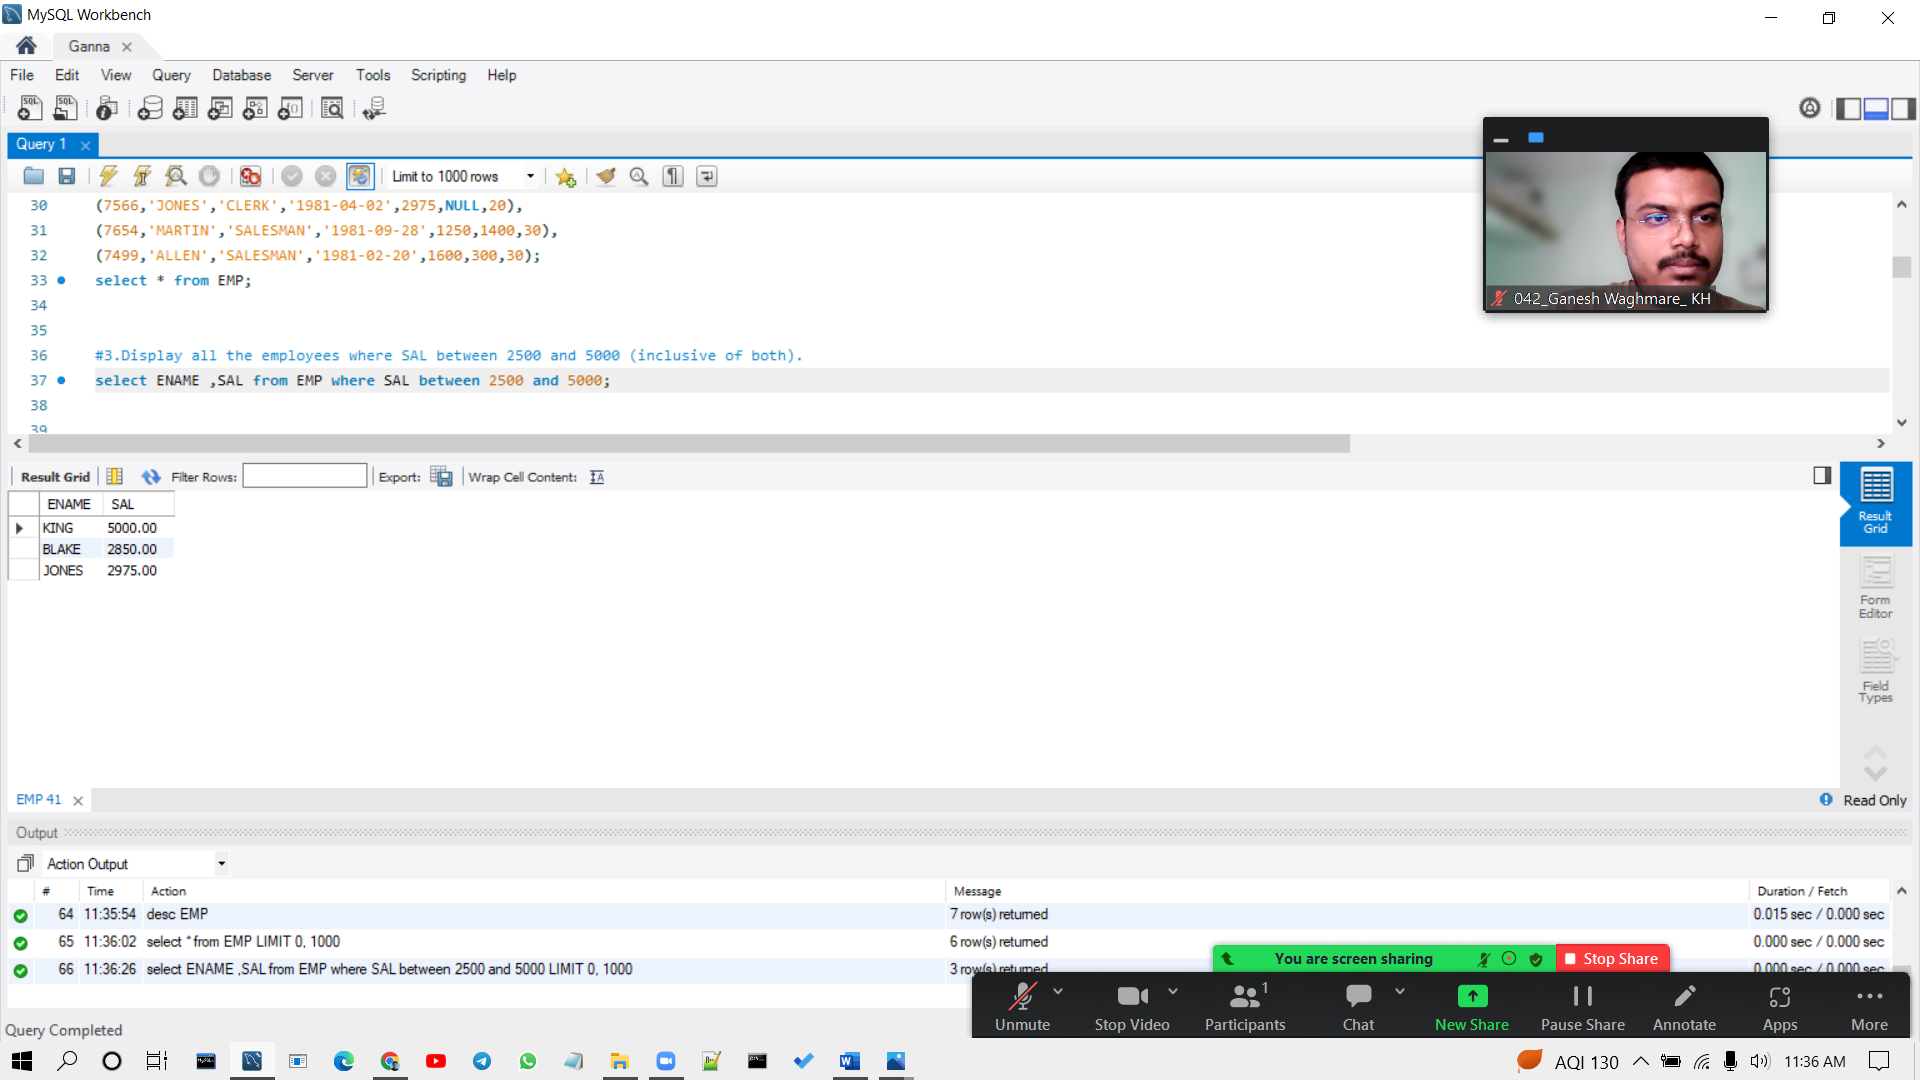 MySQL Workbench
Ganna
File Edit View Query Database Server Tools Scripting Help
Query 1
Limit to 1000 rows
30 (7566,'JONES','CLERK','1981-04-02',2975,NULL,20),
31 (7654,'MARTIN','SALESMAN','1981-09-28',1250,1400,30),
32 (7499,'ALLEN','SALESMAN','1981-02-20',1600,300,30);
33 select * from EMP;
34
35
36 #3.Display all the employees where SAL between 2500 and 5000 (inclusive of both).
37 select ENAME ,SAL from EMP where SAL between 2500 and 5000;
38
39
042_Ganesh Waghmare_ KH
Result Grid Filter Rows: Export: Wrap Cell Content:
ENAME SAL
KING 5000.00
BLAKE 2850.00
JONES 2975.00
Result
Grid
Form
Editor
Field
Types
EMP 41
Read Only
Output
Action Output
# Time Action Message Duration / Fetch
64 11:35:54 desc EMP 7 row(s) returned 0.015 sec / 0.000 sec
65 11:36:02 select * from EMP LIMIT 0, 1000 6 row(s) returned 0.000 sec / 0.000 sec
66 11:36:26 select ENAME ,SAL from EMP where SAL between 2500 and 5000 LIMIT 0, 1000 3 row(s) returned 0.000 sec / 0.000 sec
You are screen sharing Stop Share
1
Unmute Stop Video Participants Chat New Share Pause Share Annotate Apps More
Query Completed
AQI 130 11:36 AM